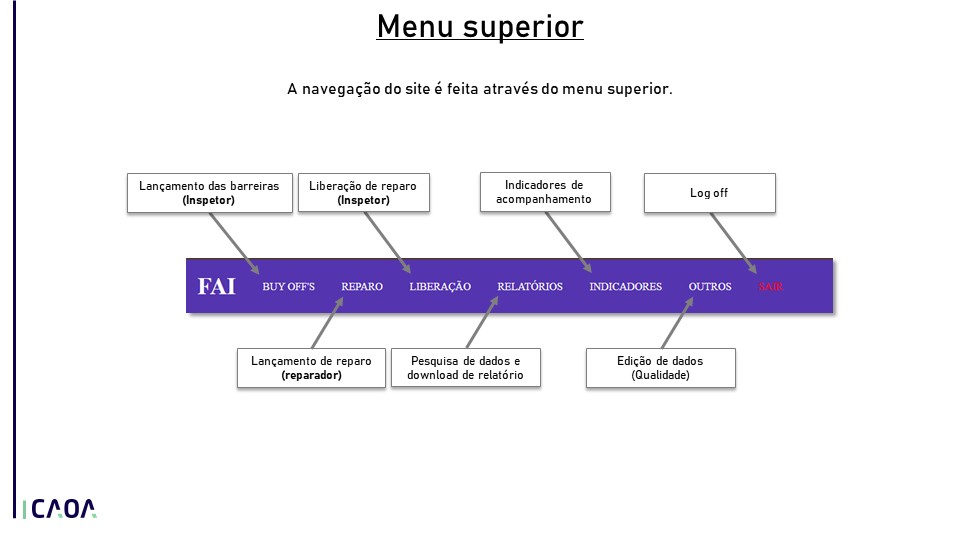 Menu superior
A navegação do site é feita através do menu superior.
Lançamento das barreiras
(Inspetor)
Liberação de reparo
(Inspetor)
Indicadores de
acompanhamento
Log off
FAI BUY OFF'S REPARO LIBERAÇÃO RELATÓRIOS INDICADORES OUTROS SAIR
Lançamento de reparo
(reparador)
Pesquisa de dados e
download de relatório
Edição de dados
(Qualidade)
CAOA